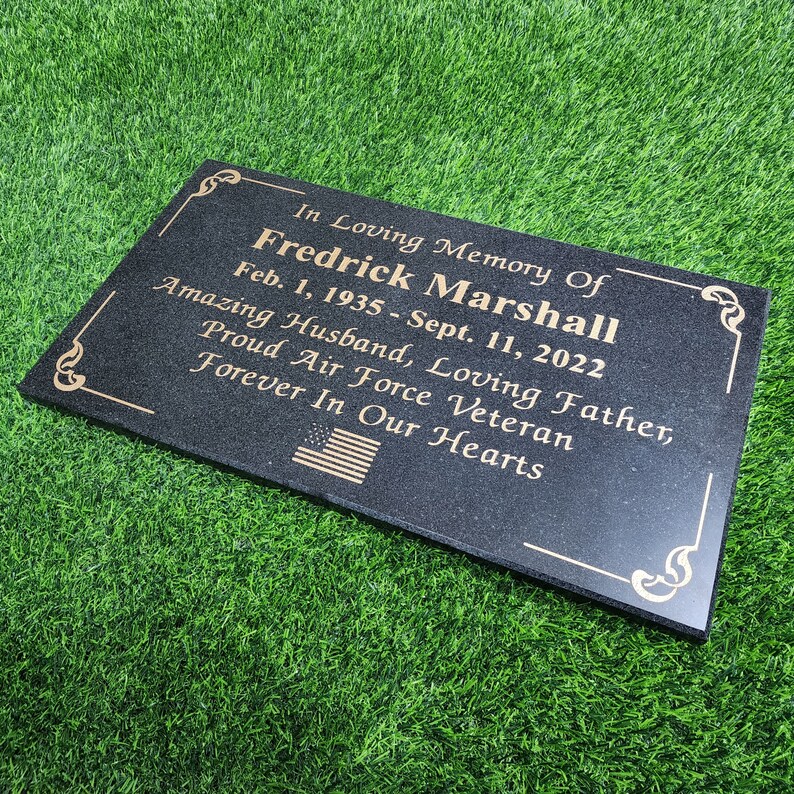 In Loving Memory Of
Fredrick Marshall
Feb. 1, 1935 - Sept. 11, 2022
Amazing Husband, Loving Father,
Proud Air Force Veteran
Forever In Our Hearts